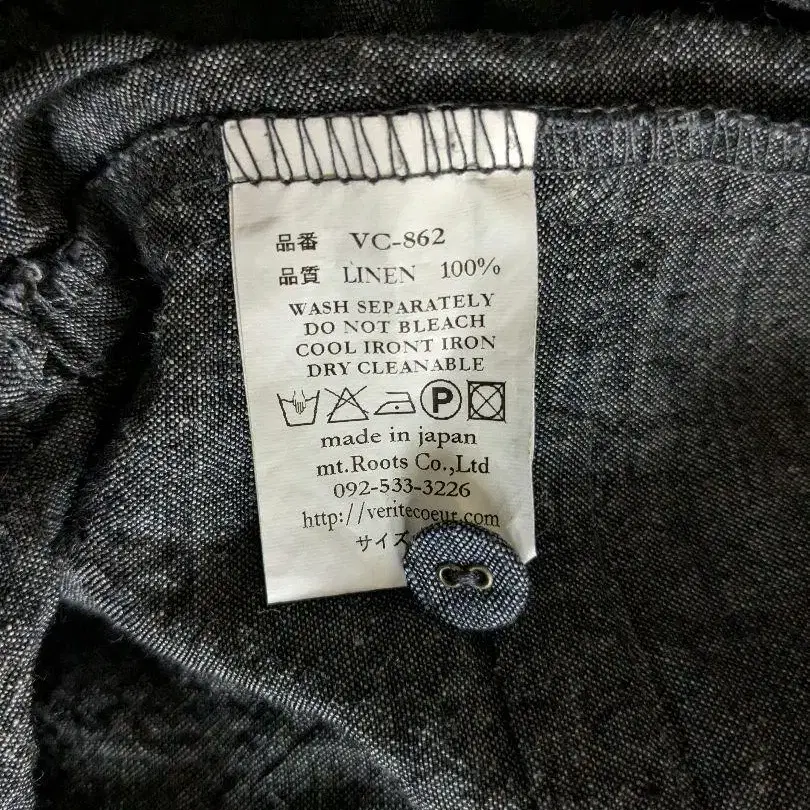 品番 VC-862
品質 LINEN 100%
WASH SEPARATELY
DO NOT BLEACH
COOL IRONT IRON
DRY CLEANABLE
P
made in japan
mt.Roots Co.,Ltd
092-533-3226
http://veritecoeur.com
サイズ